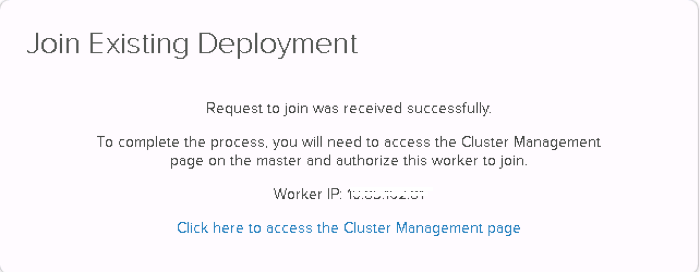 Join Existing Deployment
Request to join was received successfully.
To complete the process, you will need to access the Cluster Management
page on the master and authorize this worker to join.
Worker IP:
Click here to access the Cluster Management page